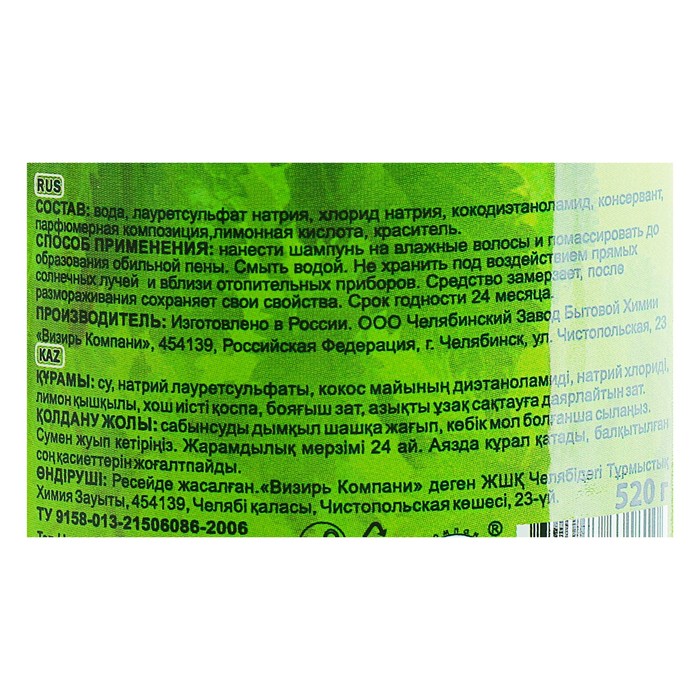 RUS
СОСТАВ: вода, лауретсульфат натрия, хлорид натрия, кокодиэтаноламид, консервант,
парфюмерная композиция,лимонная кислота, краситель.
СПОСОБ ПРИМЕНЕНИЯ: нанести шампунь на влажные волосы и помассировать до
образования обильной пены. Смыть водой. Не хранить под воздействием прямых
солнечных лучей и вблизи отопительных приборов. Средство замерзает, после
размораживания сохраняет свои свойства. Срок годности 24 месяца.
ПРОИЗВОДИТЕЛЬ: Изготовлено в России. ООО Челябинский Завод Бытовой Химии
«Визирь Компани», 454139, Российская Федерация, г. Челябинск, ул. Чистопольская, 23
KAZ
ҚҰРАМЫ: су, натрий лауретсульфаты, кокос майының диэтаноламиді, натрий хлориді,
лимон қышқылы, хош иісті қоспа, бояғыш зат, азықты ұзақ сақтауға даярлайтын зат.
ҚОЛДАНУ ЖОЛЫ: сабынсуды дымқыл шашқа жағып, көбік мол болғанша сылаңыз.
Сумен жуып кетіріңіз. Жарамдылық мерзімі 24 ай. Аязда құрал қатады, балқытылған
соң қасиеттерін жоғалтпайды.
ӨНДІРУШІ: Ресейде жасалған.«Визирь Компани» деген ЖШҚ Челябідегі Тұрмыстық
Химия Зауыты, 454139, Челябі қаласы, Чистопольская көшесі, 23-үй.
520 г
ТУ 9158-013-21506086-2006
®